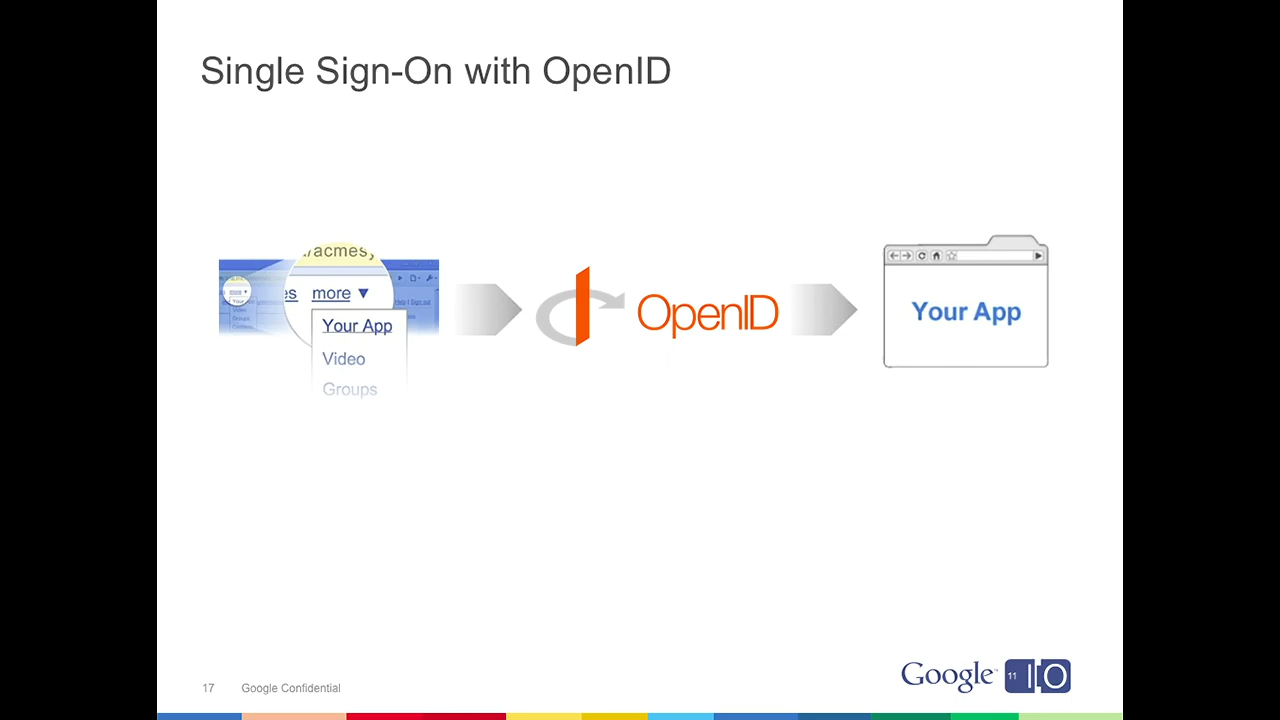 Single Sign-On with OpenID
/acmesy
es more ▼
Your App
Video
Groups
OpenID
Your App
17 Google Confidential
Google 11 IO